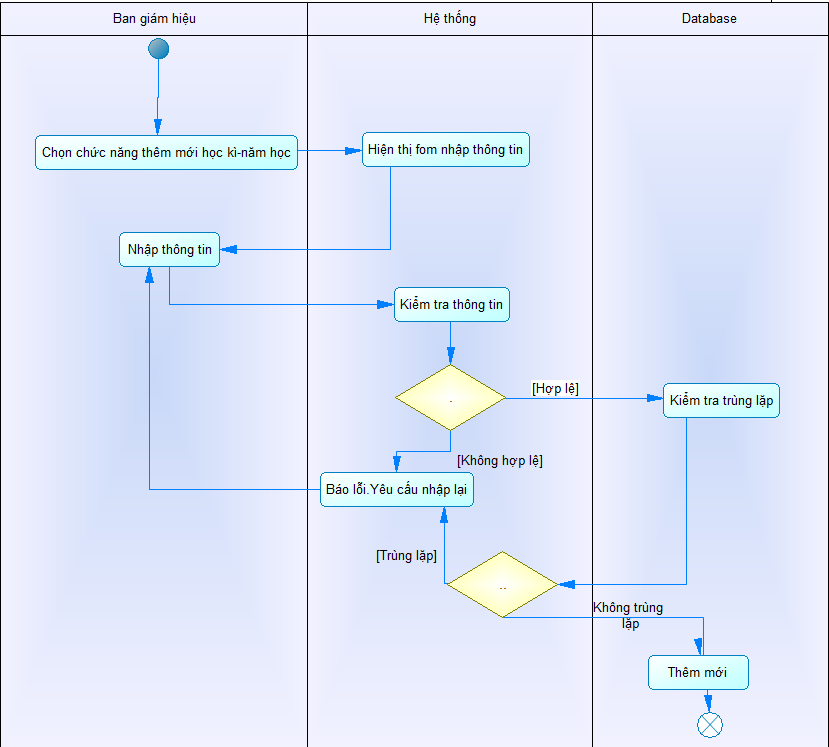 Ban giám hiệu
Hệ thống
Database
Chọn chức năng thêm mới học kì-năm học
Hiện thị fom nhập thông tin
Nhập thông tin
Kiểm tra thông tin
[Hợp lệ]
.
Kiểm tra trùng lặp
[Không hợp lệ]
Báo lỗi.Yêu cấu nhập lại
[Trùng lặp]
..
Không trùng
lặp
Thêm mới